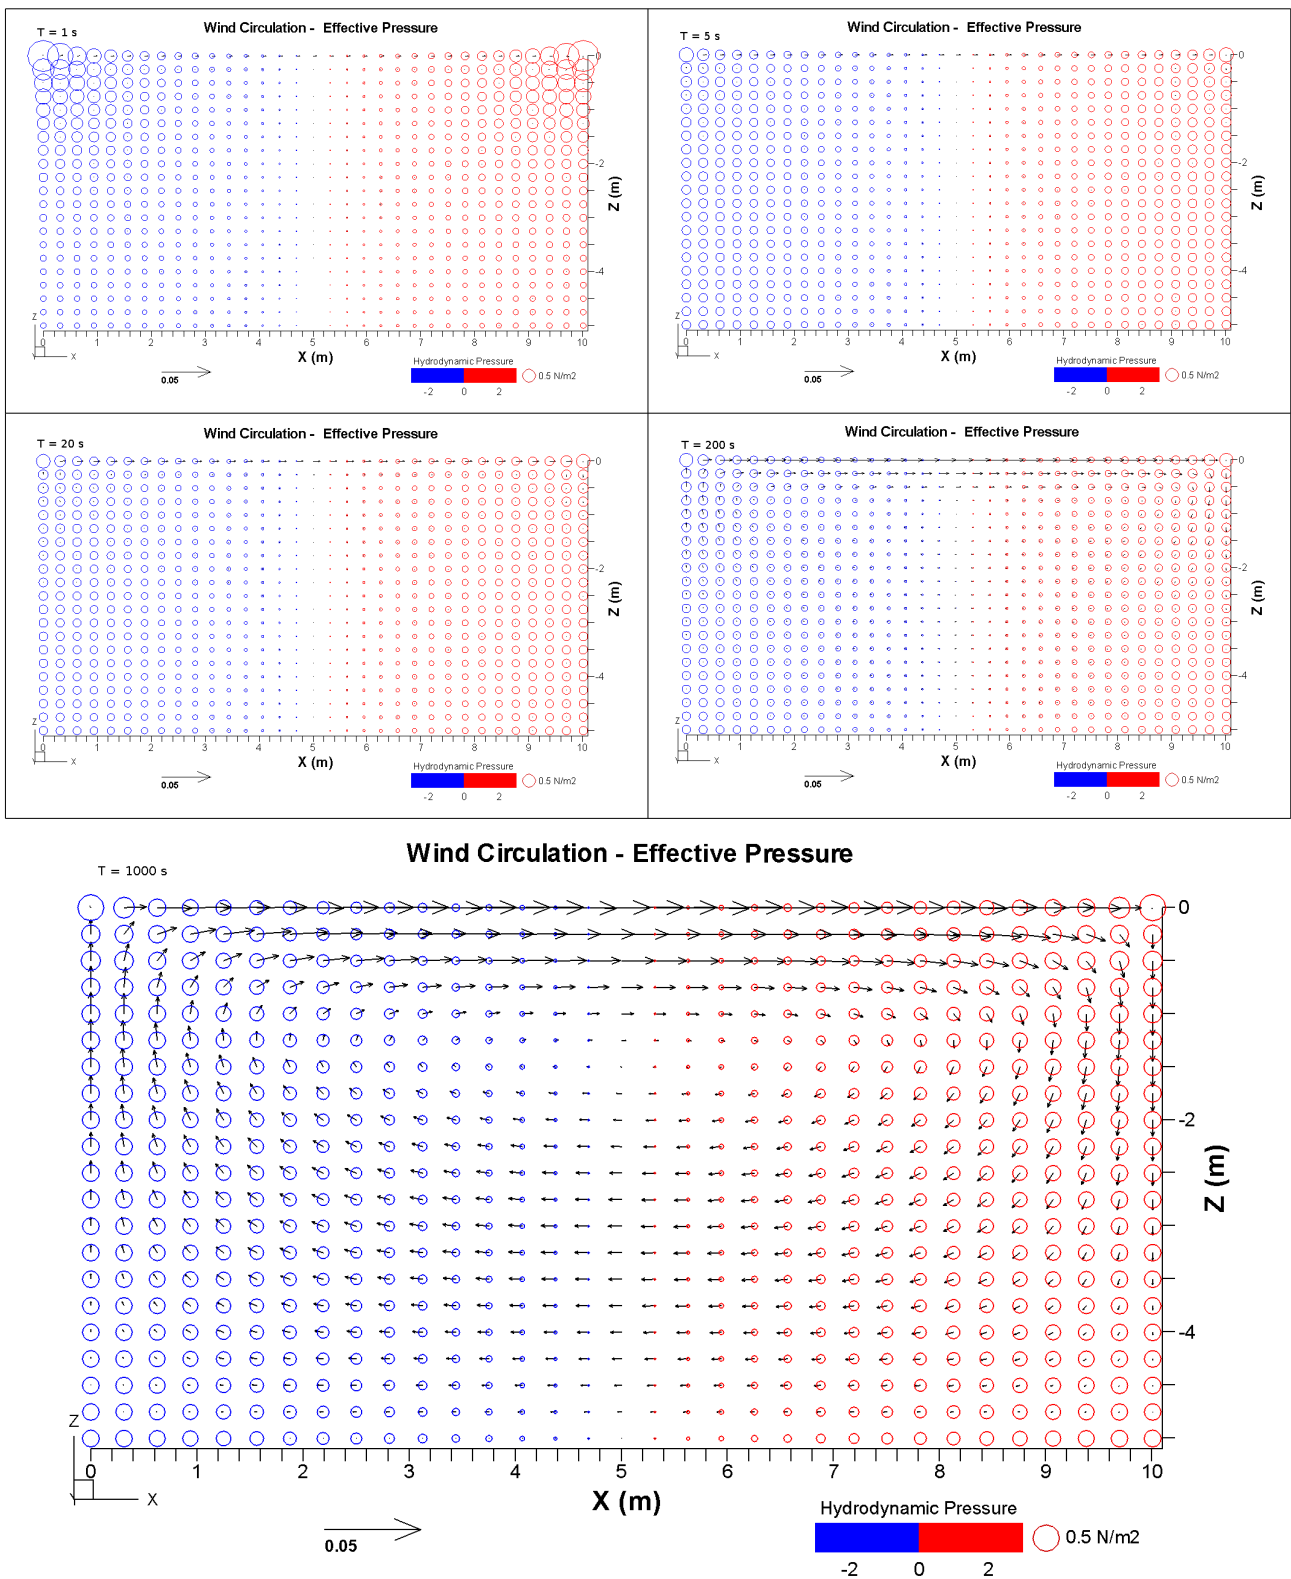 Wind Circulation -  Effective Pressure
T = 1 s
0
-2
-4
Z (m)
Z
Y
X
0 1 2 3 4 5 6 7 8 9 10
X (m)
0.05
Hydrodynamic Pressure
0.5 N/m2
-2 0 2
Wind Circulation -  Effective Pressure
T = 5 s
0
-2
-4
Z (m)
Z
Y
X
0 1 2 3 4 5 6 7 8 9 10
X (m)
0.05
Hydrodynamic Pressure
0.5 N/m2
-2 0 2
Wind Circulation -  Effective Pressure
T = 20 s
0
-2
-4
Z (m)
Z
Y
X
0 1 2 3 4 5 6 7 8 9 10
X (m)
0.05
Hydrodynamic Pressure
0.5 N/m2
-2 0 2
Wind Circulation -  Effective Pressure
T = 200 s
0
-2
-4
Z (m)
Z
Y
X
0 1 2 3 4 5 6 7 8 9 10
X (m)
0.05
Hydrodynamic Pressure
0.5 N/m2
-2 0 2
Wind Circulation - Effective Pressure
T = 1000 s
0
-2
-4
Z (m)
Z
Y
X
0 1 2 3 4 5 6 7 8 9 10
X (m)
0.05
Hydrodynamic Pressure
0.5 N/m2
-2 0 2